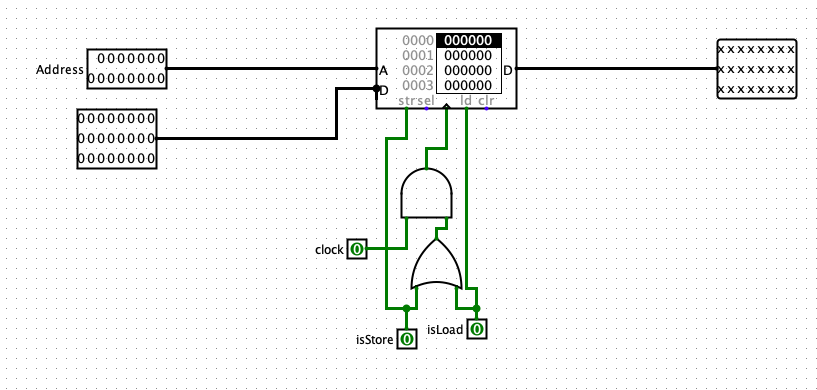 Address
0000000
00000000
00000000
00000000
00000000
A
D
0000 000000
0001 000000
0002 000000
0003 000000
D
str sel ld clr
xxxxxxxx
xxxxxxxx
xxxxxxxx
clock 0
isStore 0
isLoad 0